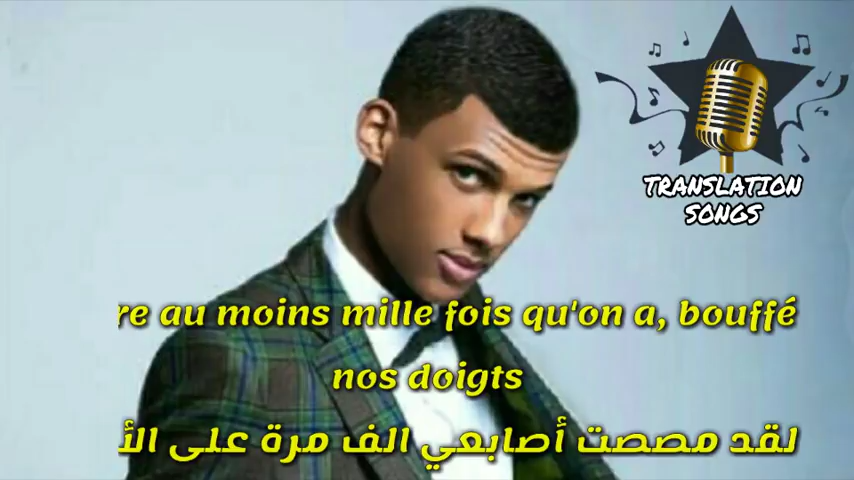 TRANSLATION
SONGS
re au moins mille fois qu'on a, bouffé
nos doigts
لقد مصصت أصابعي الف مرة على الأ